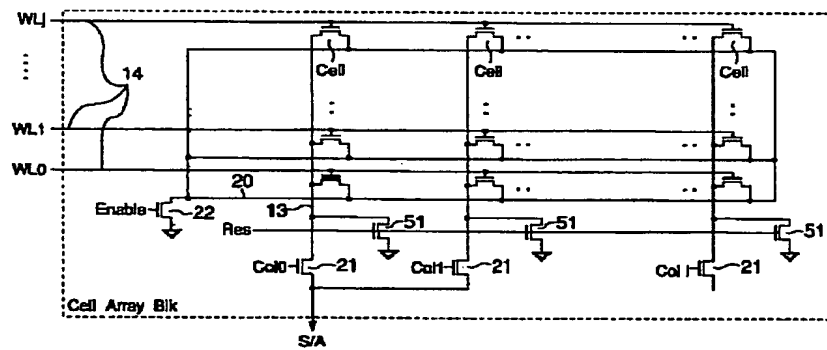 WLj
Cell
Cell
Cell
14
WL1
WL0
20
Enable
22
13
Res
51
51
51
Col0
21
Col1
21
Col i
21
Cell Array Blk
S/A